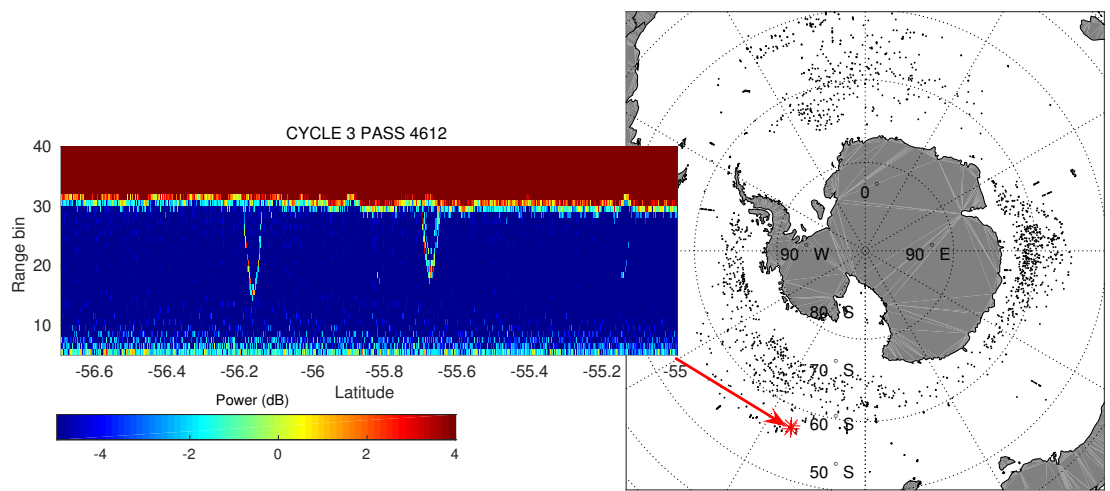 CYCLE 3 PASS 4612
40
30
20
10
Range bin
-56.6 -56.4 -56.2 -56 -55.8 -55.6 -55.4 -55.2 -55
Latitude
Power (dB)
-4 -2 0 2 4
0°
90° W 90° E
80° S
70° S
60° S
50° S